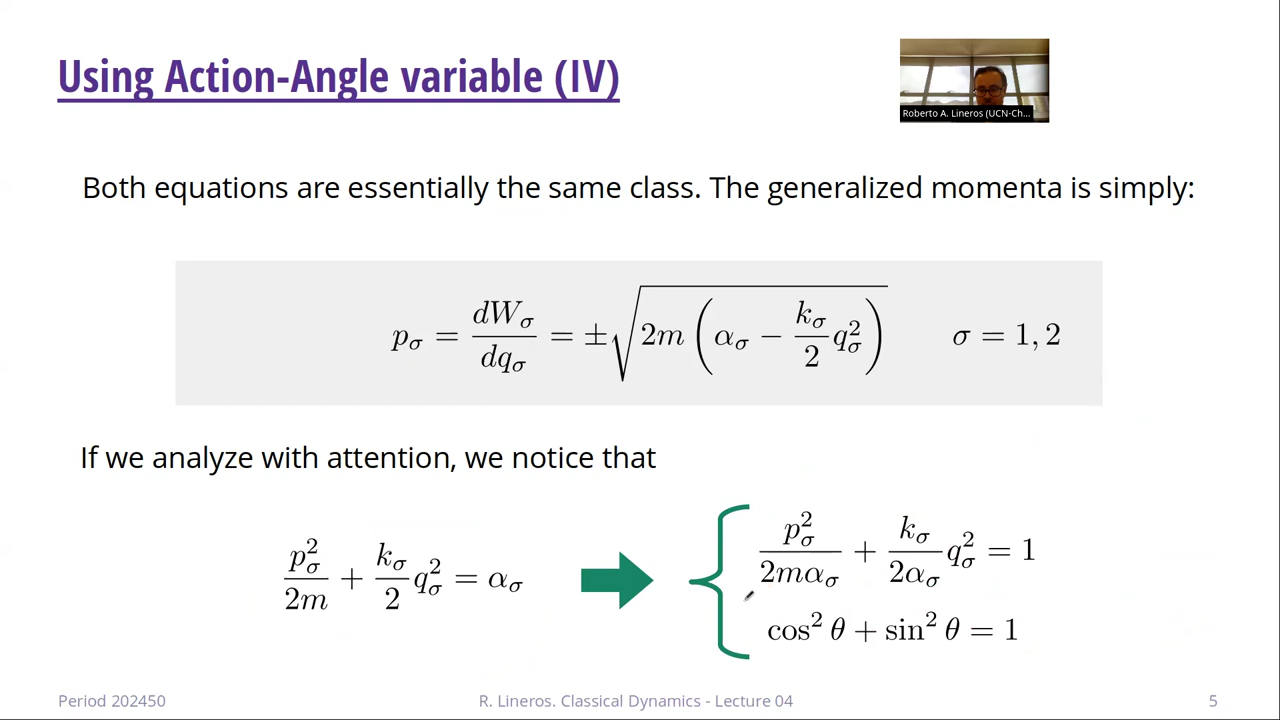 Using Action-Angle variable (IV)
Roberto A. Lineros (UCN-Ch...
Both equations are essentially the same class. The generalized momenta is simply:
p_σ = dW_σ/dq_σ = ±√(2m(α_σ − (k_σ/2) q_σ²))    σ = 1, 2
If we analyze with attention, we notice that
p_σ²/2m + (k_σ/2) q_σ² = α_σ
p_σ²/(2mα_σ) + (k_σ/2α_σ) q_σ² = 1
cos² θ + sin² θ = 1
Period 202450
R. Lineros. Classical Dynamics - Lecture 04
5